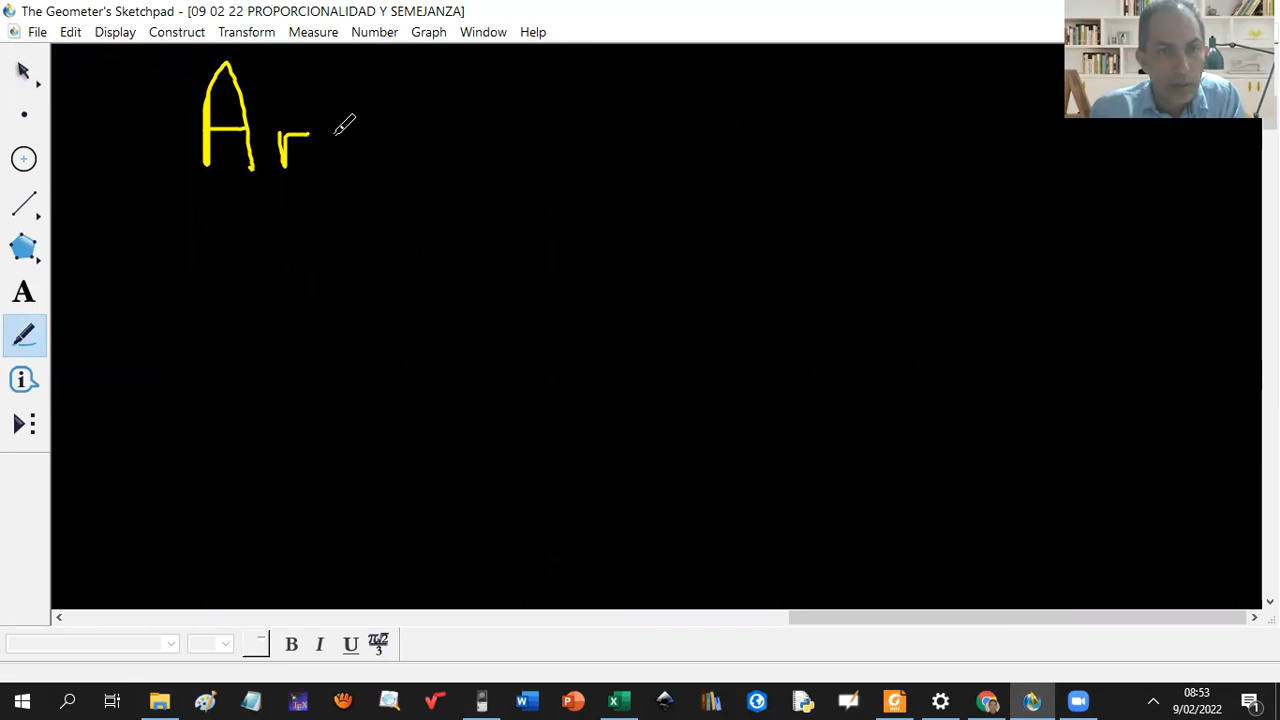 The Geometer's Sketchpad - [09 02 22 PROPORCIONALIDAD Y SEMEJANZA]
File Edit Display Construct Transform Measure Number Graph Window Help
Ar
A
B I U
08:53
9/02/2022